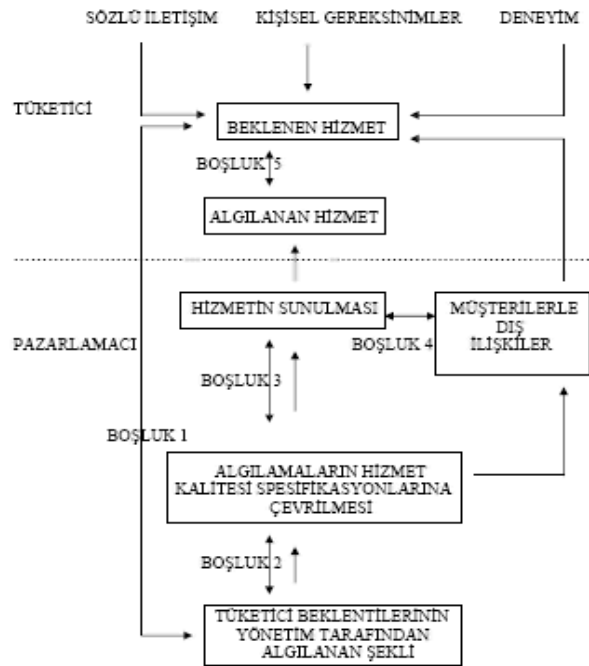 SÖZLÜ İLETİŞİM KİŞİSEL GEREKSİNİMLER DENEYİM
TÜKETİCİ
BEKLENEN HİZMET
BOŞLUK 5
ALGILANAN HİZMET
HİZMETİN SUNULMASI
MÜŞTERİLERLE
DIŞ
İLİŞKİLER
PAZARLAMACI
BOŞLUK 4
BOŞLUK 3
BOŞLUK 1
ALGILAMALARIN HİZMET
KALİTESİ SPESİFİKASYONLARINA
ÇEVRİLMESİ
BOŞLUK 2
TÜKETİCİ BEKLENTİLERİNİN
YÖNETİM TARAFINDAN
ALGILANAN ŞEKLİ